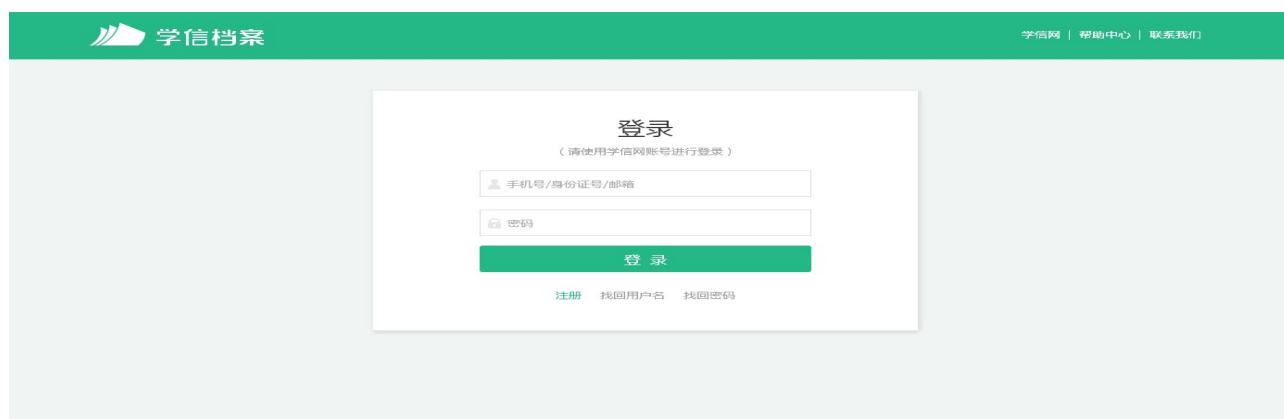 学信档案
学信网 | 帮助中心 | 联系我们
登录
（请使用学信网账号进行登录）
手机号/身份证号/邮箱
密码
登 录
注册 找回用户名 找回密码